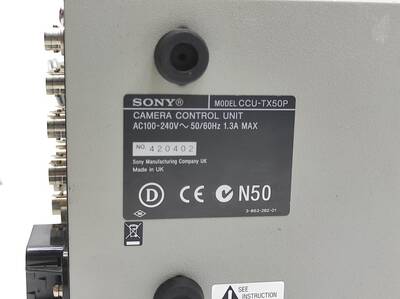 SONY® MODEL CCU-TX50P
CAMERA CONTROL UNIT
AC100-240V~ 50/60Hz 1.3A MAX
NO. 420402
Sony Manufacturing Company UK
Made in UK
D CE N50
3-863-282-01
SEE
INSTRUCTION